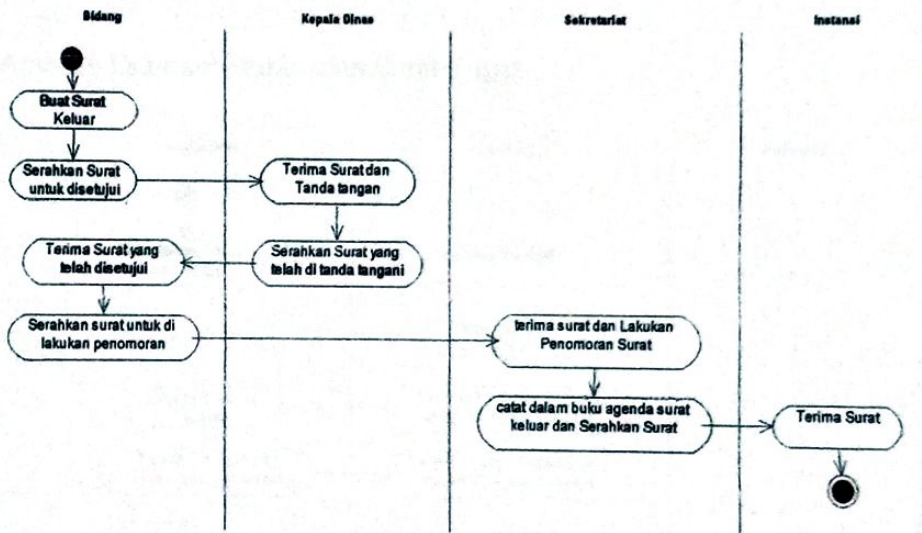 Bidang
Kepala Dinas
Sekretariat
Instansi
Buat Surat
Keluar
Serahkan Surat
untuk disetujui
Terima Surat dan
Tanda tangan
Terima Surat yang
telah disetujui
Serahkan Surat yang
telah di tanda tangani
Serahkan surat untuk di
lakukan penomoran
terima surat dan Lakukan
Penomoran Surat
catat dalam buku agenda surat
keluar dan Serahkan Surat
Terima Surat